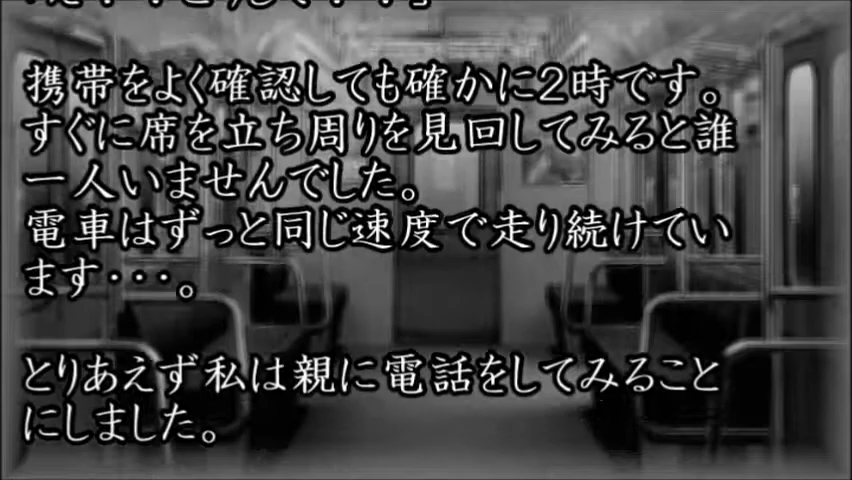 携帯をよく確認しても確かに２時です。
すぐに席を立ち周りを見回してみると誰
一人いませんでした。
電車はずっと同じ速度で走り続けてい
ます・・・。
とりあえず私は親に電話をしてみること
にしました。